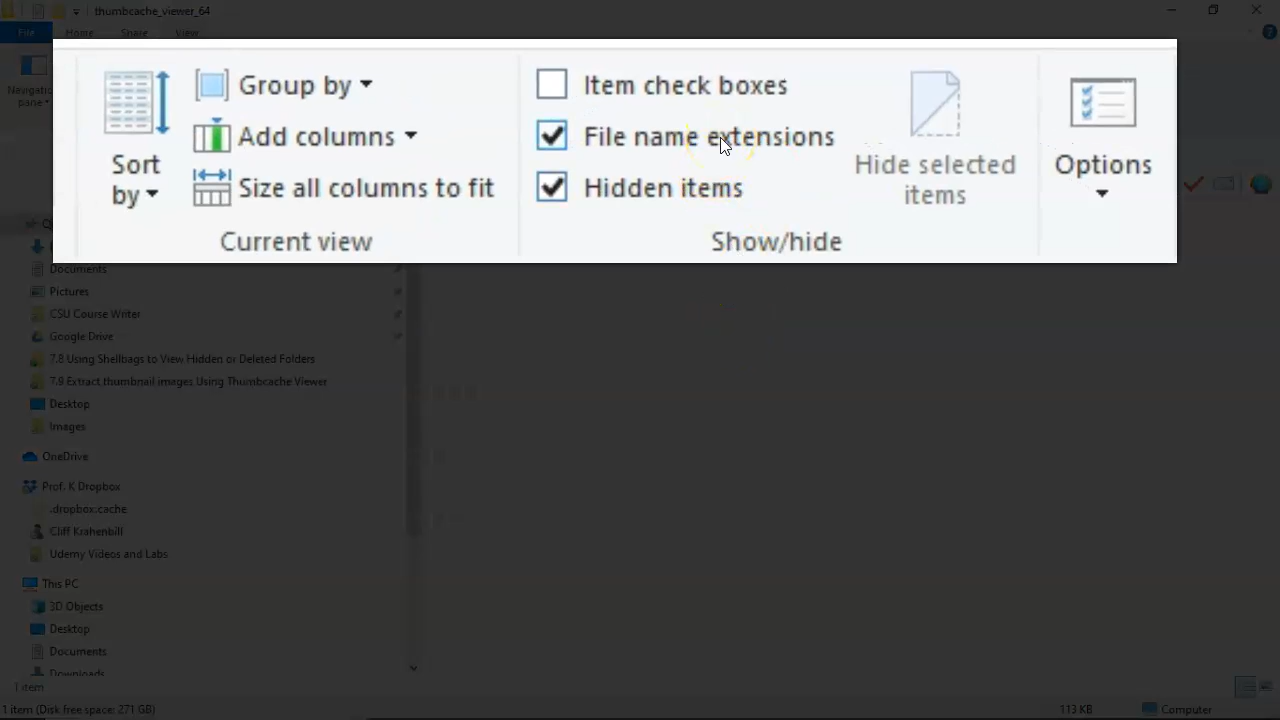 thumbcache_viewer_64
File Home Share View
Navigation
pane
Sort
by
Group by
Add columns
Size all columns to fit
Current view
Item check boxes
File name extensions
Hidden items
Hide selected
items
Show/hide
Options
Documents
Pictures
CSU Course Writer
Google Drive
7.8 Using Shellbags to View Hidden or Deleted Folders
7.9 Extract thumbnail images Using Thumbcache Viewer
Desktop
Images
OneDrive
Prof. K Dropbox
.dropbox.cache
Cliff Krahenbill
Udemy Videos and Labs
This PC
3D Objects
Desktop
Documents
Downloads
1 item
1 item (Disk free space: 271 GB)
113 KB
Computer